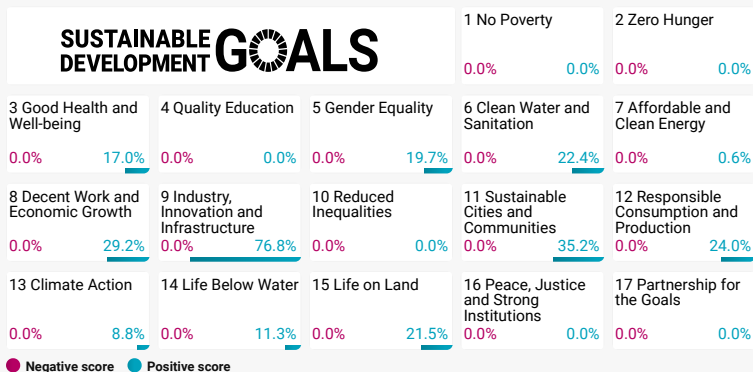 SUSTAINABLE
DEVELOPMENT GOALS
1 No Poverty
0.0% 0.0%
2 Zero Hunger
0.0% 0.0%
3 Good Health and
Well-being
0.0% 17.0%
4 Quality Education
0.0% 0.0%
5 Gender Equality
0.0% 19.7%
6 Clean Water and
Sanitation
0.0% 22.4%
7 Affordable and
Clean Energy
0.0% 0.6%
8 Decent Work and
Economic Growth
0.0% 29.2%
9 Industry,
Innovation and
Infrastructure
0.0% 76.8%
10 Reduced
Inequalities
0.0% 0.0%
11 Sustainable
Cities and
Communities
0.0% 35.2%
12 Responsible
Consumption and
Production
0.0% 24.0%
13 Climate Action
0.0% 8.8%
14 Life Below Water
0.0% 11.3%
15 Life on Land
0.0% 21.5%
16 Peace, Justice
and Strong
Institutions
0.0% 0.0%
17 Partnership for
the Goals
0.0% 0.0%
Negative score Positive score